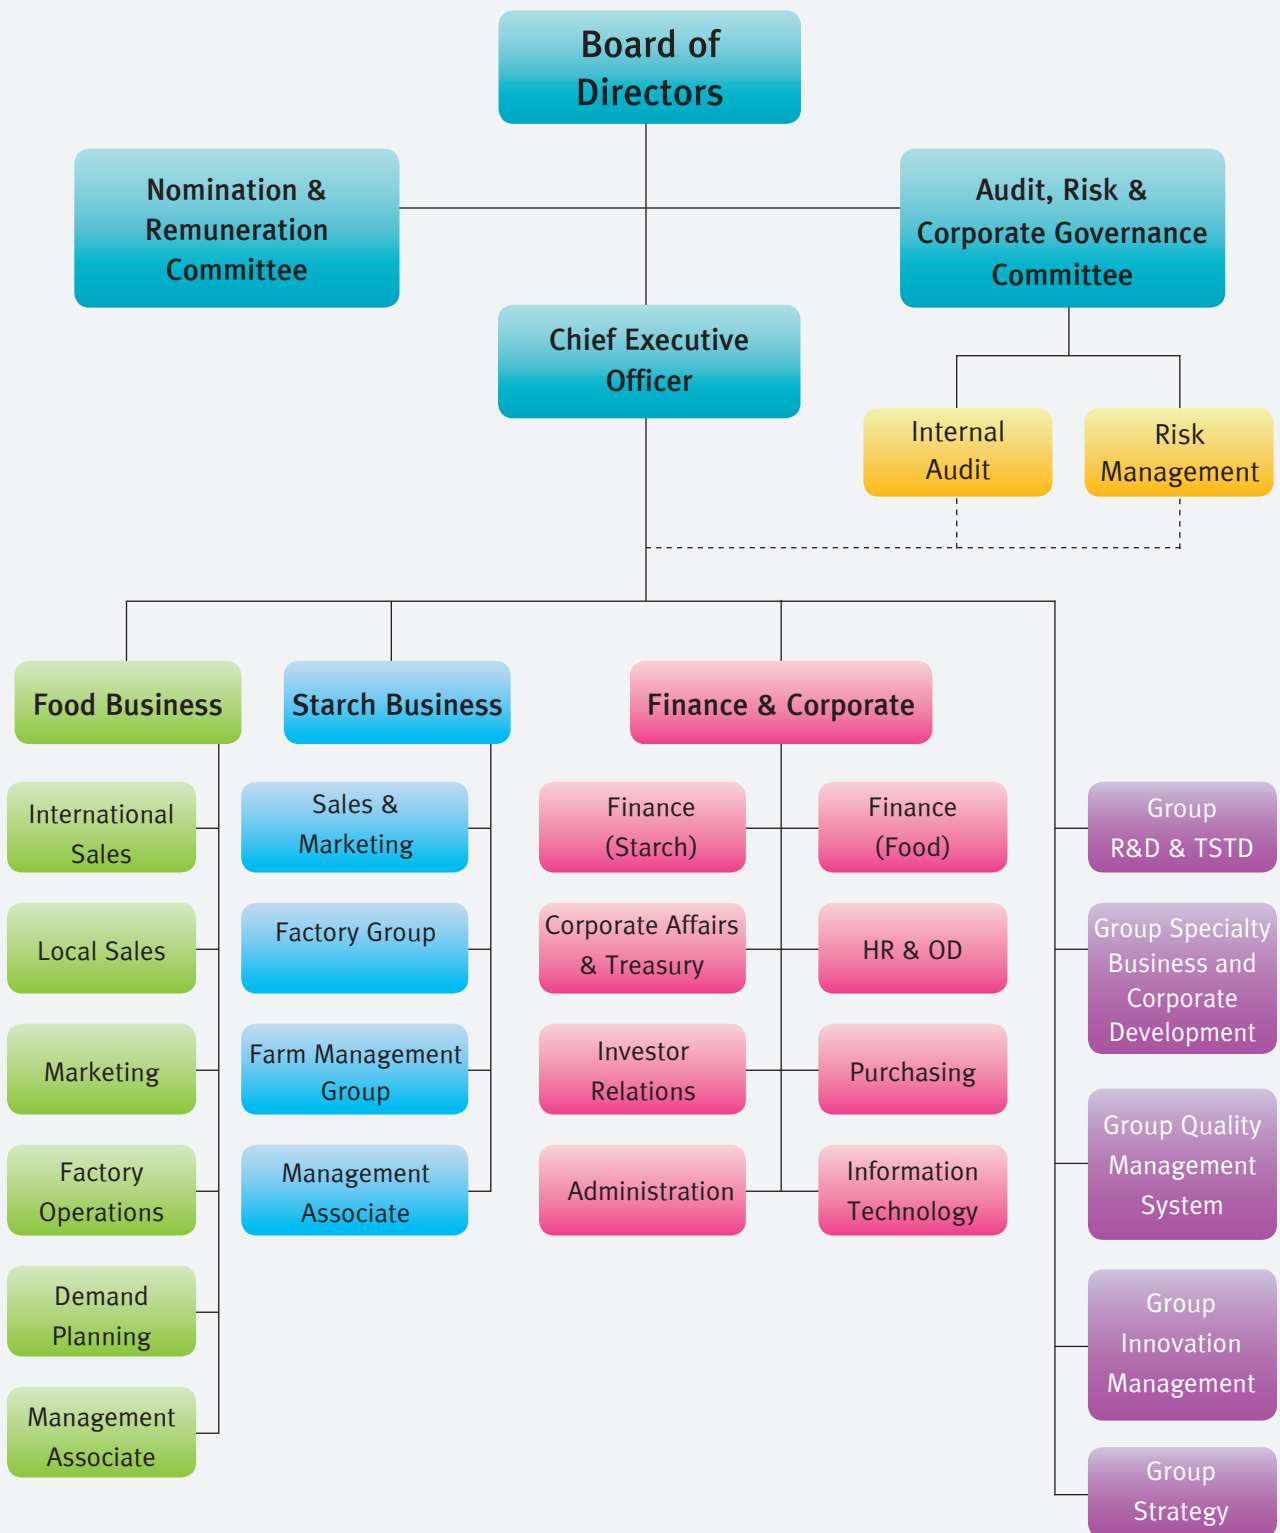 Board of
Directors
Nomination &
Remuneration
Committee
Audit, Risk &
Corporate Governance
Committee
Chief Executive
Officer
Internal
Audit
Risk
Management
Food Business
Starch Business
Finance & Corporate
International
Sales
Local Sales
Marketing
Factory
Operations
Demand
Planning
Management
Associate
Sales &
Marketing
Factory Group
Farm Management
Group
Management
Associate
Finance
(Starch)
Finance
(Food)
Corporate Affairs
& Treasury
HR & OD
Investor
Relations
Purchasing
Administration
Information
Technology
Group
R&D & TSTD
Group Specialty
Business and
Corporate
Development
Group Quality
Management
System
Group
Innovation
Management
Group
Strategy